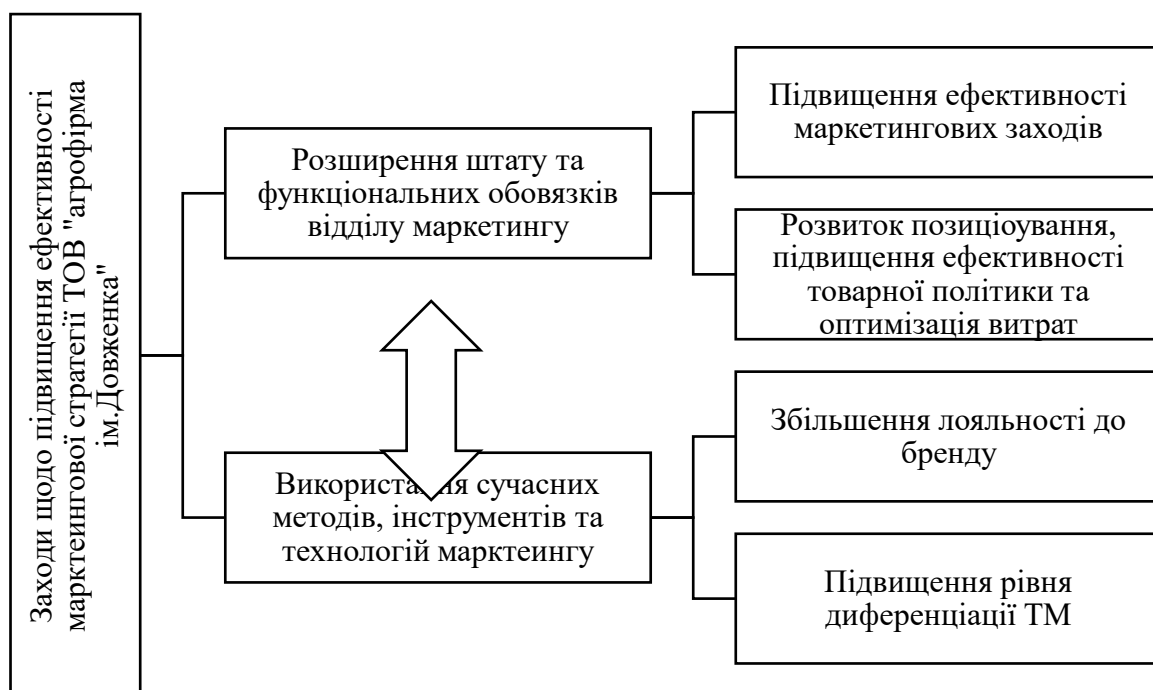 Заходи щодо підвищення ефективності
марктеингової стратегії ТОВ "агрофірма
ім.Довженка"
Розширення штату та
функціональних обовязків
відділу маркетингу
Підвищення ефективності
маркетингових заходів
Розвиток позиціоування,
підвищення ефективності
товарної політики та
оптимізація витрат
Використання сучасних
методів, інструментів та
технологій марктеингу
Збільшення лояльності до
бренду
Підвищення рівня
диференціації ТМ